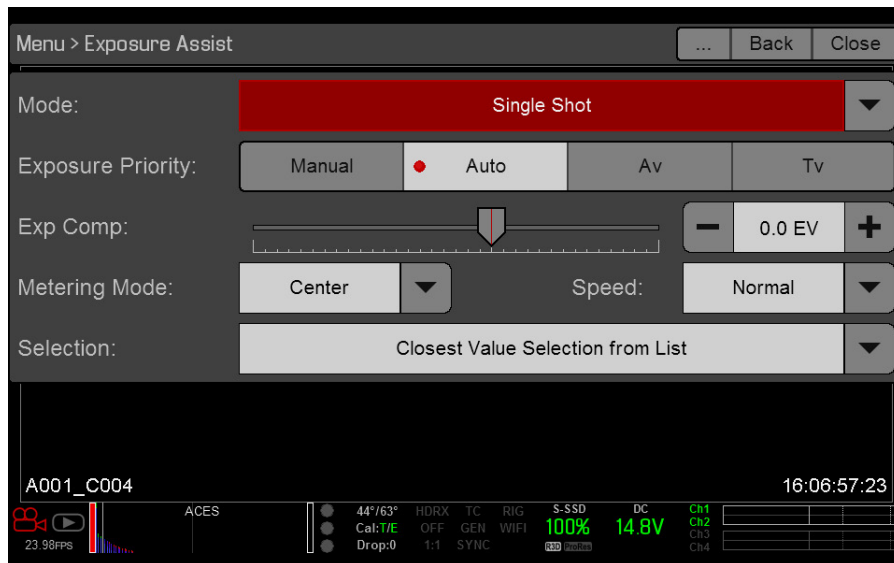 Menu > Exposure Assist ... Back Close
Mode: Single Shot
Exposure Priority: Manual Auto Av Tv
Exp Comp: 0.0 EV
Metering Mode: Center Speed: Normal
Selection: Closest Value Selection from List
A001_C004 16:06:57:23
ACES 44°/63° HDRX TC RIG S-SSD DC Ch1
Cal:T/E OFF GEN WIFI 100% 14.8V Ch2
23.98FPS Drop:0 1:1 SYNC R3D ProRes Ch3
Ch4